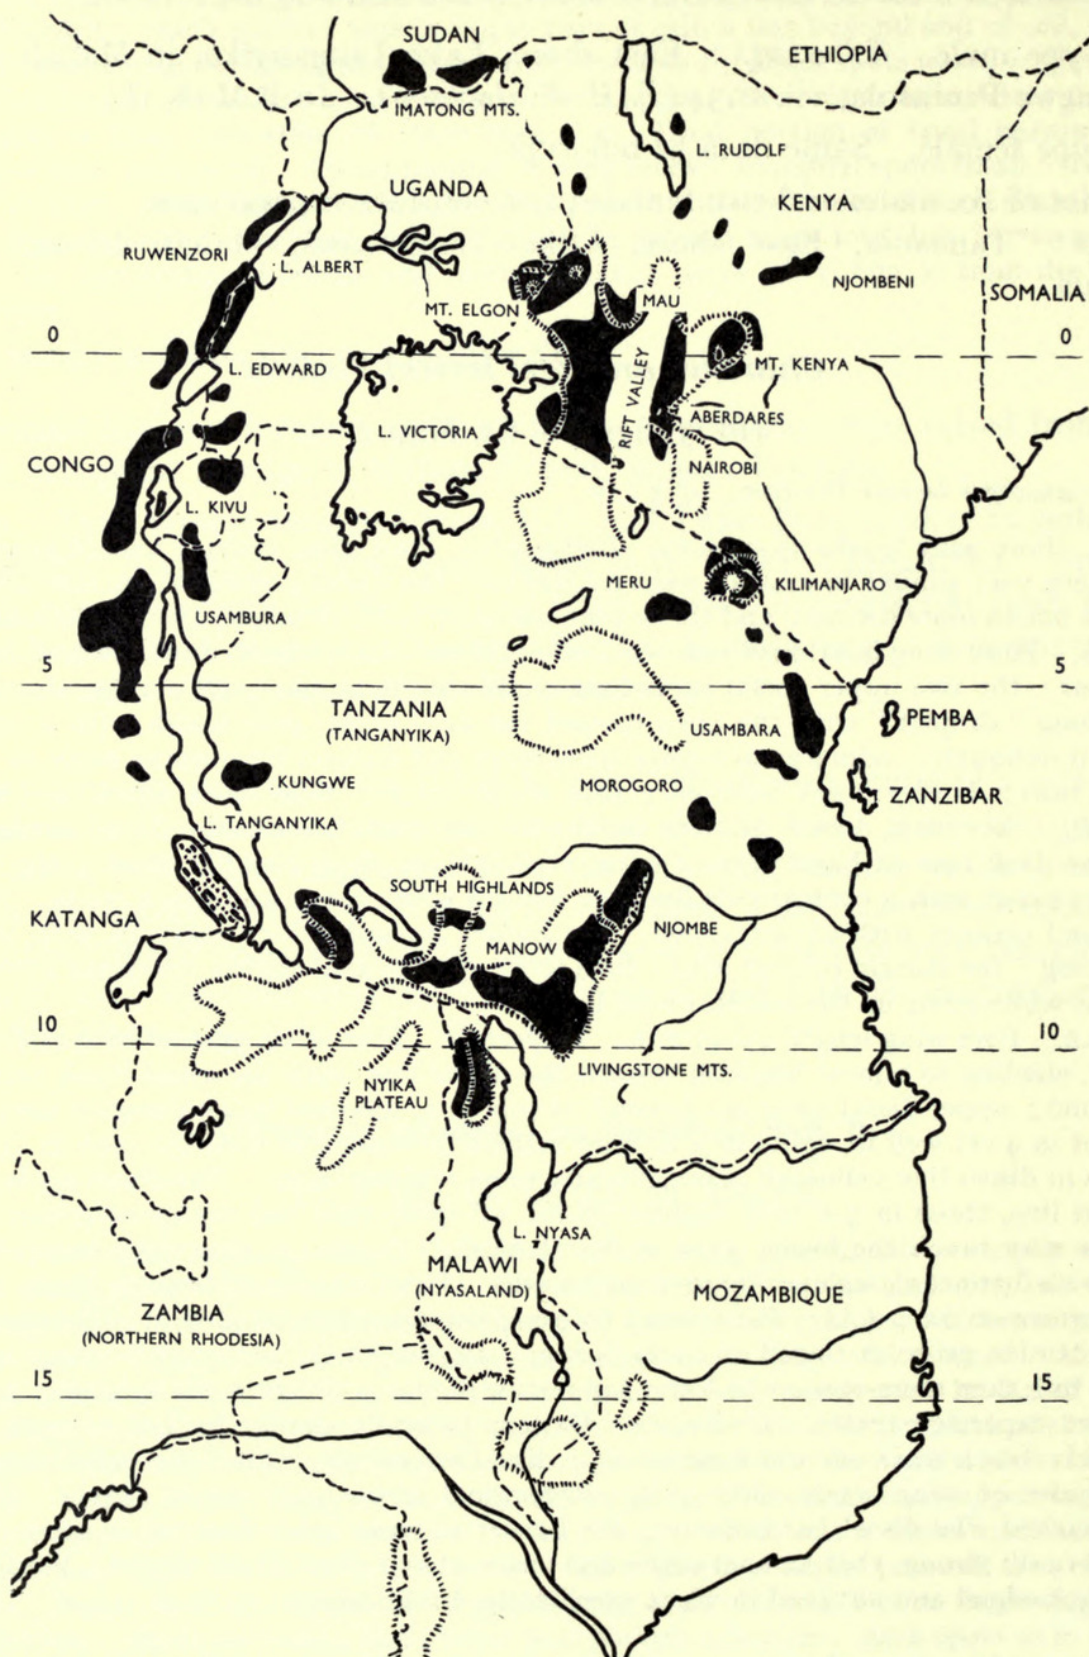 SUDAN
ETHIOPIA
IMATONG MTS.
L. RUDOLF
UGANDA
KENYA
RUWENZORI
L. ALBERT
NJOMBENI
SOMALIA
MAU
MT. ELGON
0
0
L. EDWARD
MT. KENYA
RIFT VALLEY
ABERDARES
L. VICTORIA
CONGO
NAIROBI
L. KIVU
MERU
KILIMANJARO
USAMBURA
5
5
TANZANIA
(TANGANYIKA)
USAMBARA
PEMBA
KUNGWE
MOROGORO
ZANZIBAR
L. TANGANYIKA
SOUTH HIGHLANDS
KATANGA
MANOW
NJOMBE
10
10
LIVINGSTONE MTS.
NYIKA
PLATEAU
L. NYASA
MALAWI
(NYASALAND)
MOZAMBIQUE
ZAMBIA
(NORTHERN RHODESIA)
15
15